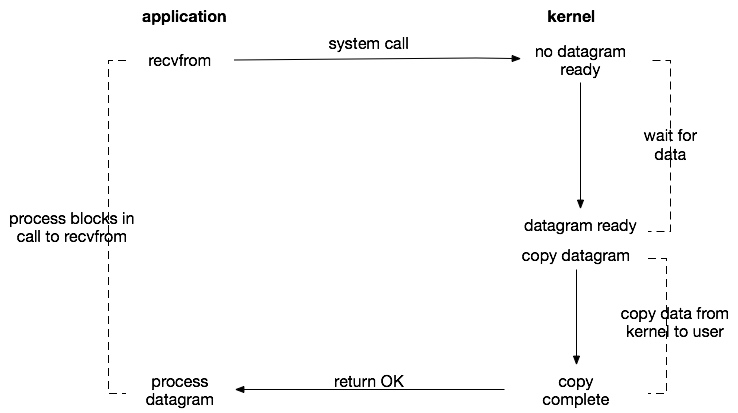 application
kernel
system call
recvfrom
no datagram
ready
wait for
data
process blocks in
call to recvfrom
datagram ready
copy datagram
copy data from
kernel to user
process
datagram
return OK
copy
complete